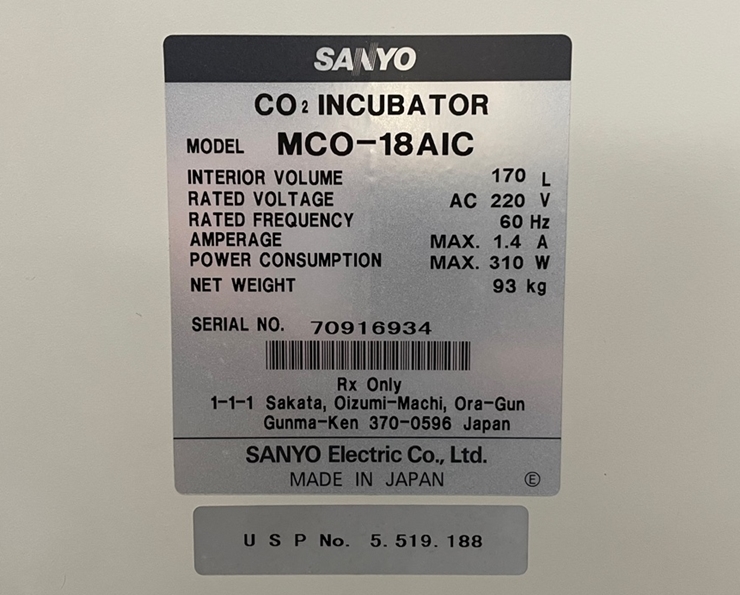 SANYO
CO2 INCUBATOR
MODEL MCO-18AIC
INTERIOR VOLUME 170 L
RATED VOLTAGE AC 220 V
RATED FREQUENCY 60 Hz
AMPERAGE MAX. 1.4 A
POWER CONSUMPTION MAX. 310 W
NET WEIGHT 93 kg
SERIAL NO. 70916934
Rx Only
1-1-1 Sakata, Oizumi-Machi, Ora-Gun
Gunma-Ken 370-0596 Japan
SANYO Electric Co., Ltd.
MADE IN JAPAN Ⓔ
U S P No. 5. 519. 188